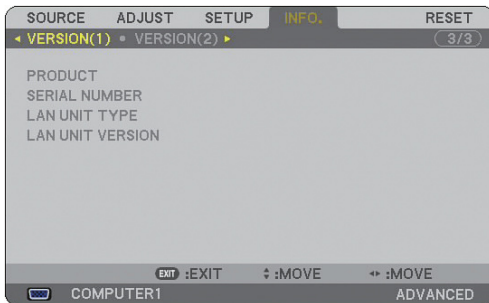 SOURCE ADJUST SETUP INFO. RESET
VERSION(1) • VERSION(2) 3/3
PRODUCT
SERIAL NUMBER
LAN UNIT TYPE
LAN UNIT VERSION
EXIT :EXIT :MOVE :MOVE
COMPUTER1 ADVANCED